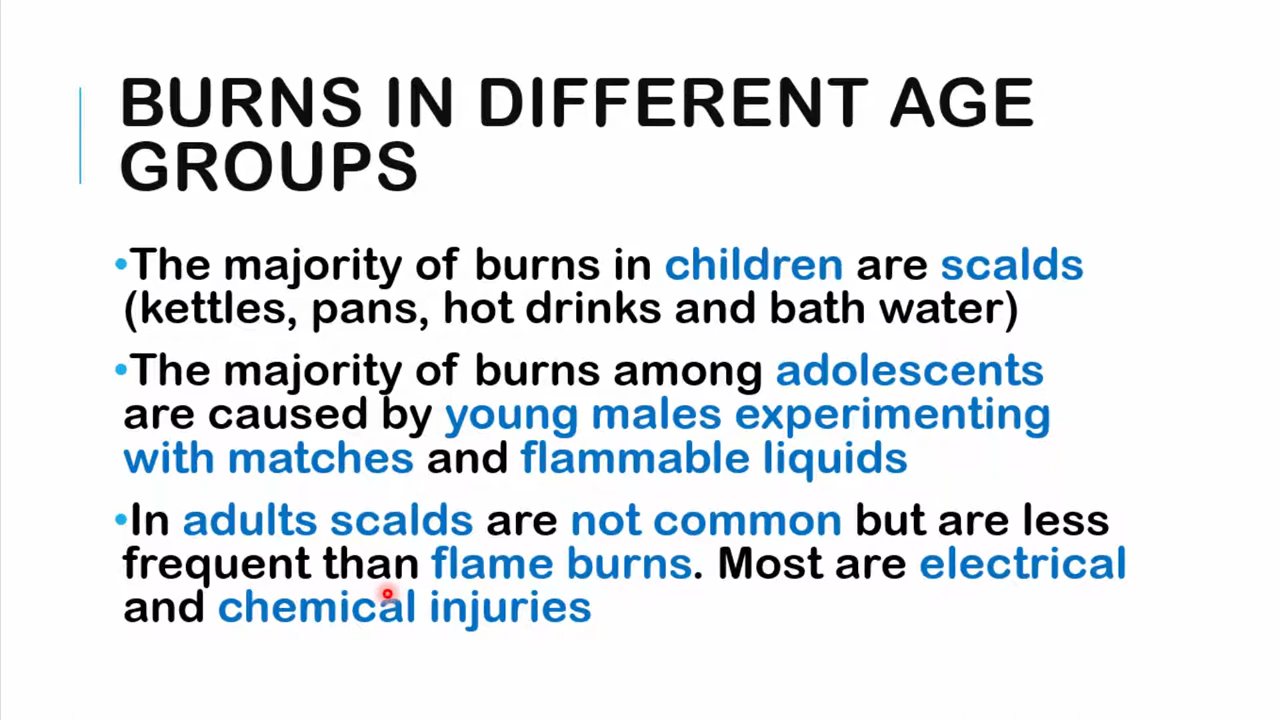 BURNS IN DIFFERENT AGE
GROUPS
•The majority of burns in children are scalds
(kettles, pans, hot drinks and bath water)
•The majority of burns among adolescents
are caused by young males experimenting
with matches and flammable liquids
•In adults scalds are not common but are less
frequent than flame burns. Most are electrical
and chemical injuries